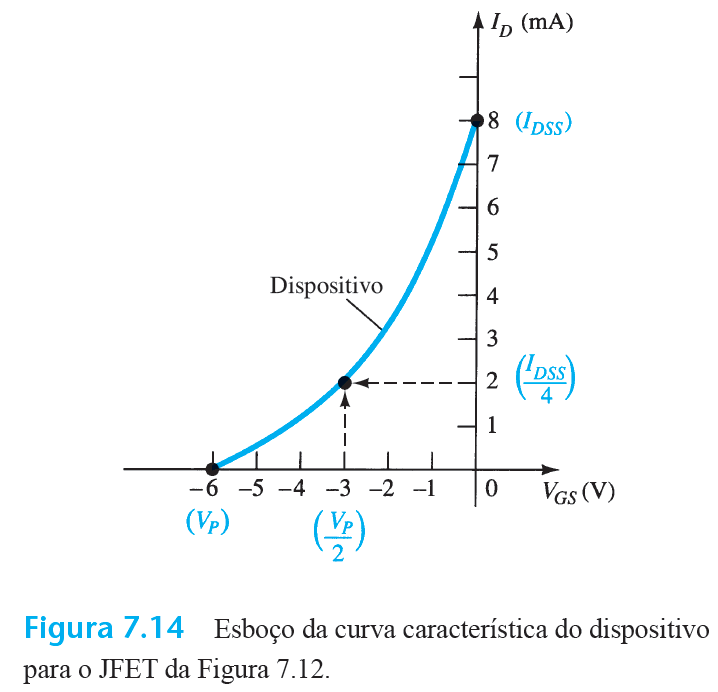 I_D (mA)
8 (I_DSS)
7
6
5
Dispositivo
4
3
2 (I_DSS/4)
1
−6 −5 −4 −3 −2 −1 0 V_GS (V)
(V_P) (V_P/2)
Figura 7.14 Esboço da curva característica do dispositivo
para o JFET da Figura 7.12.